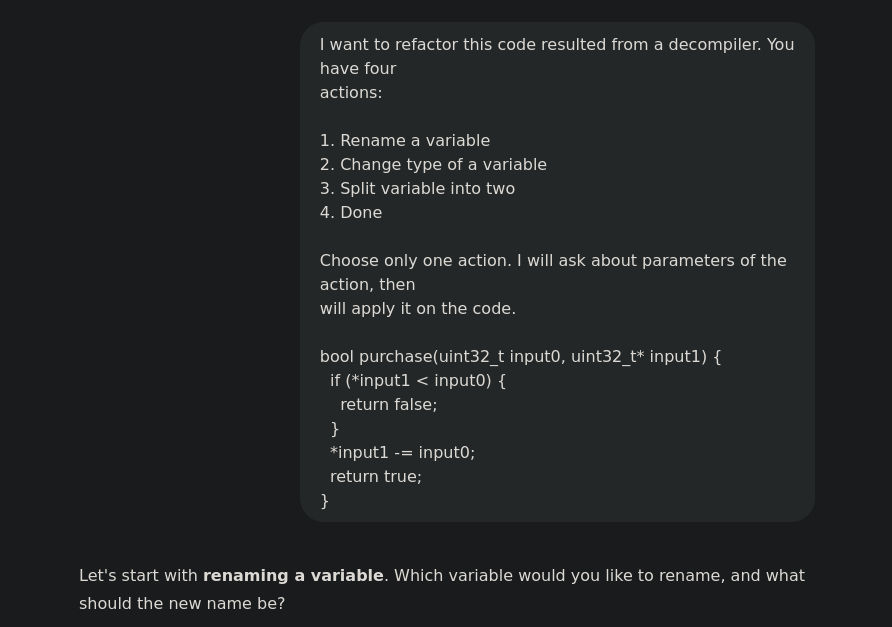 I want to refactor this code resulted from a decompiler. You
have four
actions:
1. Rename a variable
2. Change type of a variable
3. Split variable into two
4. Done
Choose only one action. I will ask about parameters of the
action, then
will apply it on the code.
bool purchase(uint32_t input0, uint32_t* input1) {
  if (*input1 < input0) {
    return false;
  }
  *input1 -= input0;
  return true;
}
Let's start with renaming a variable. Which variable would you like to rename, and what
should the new name be?